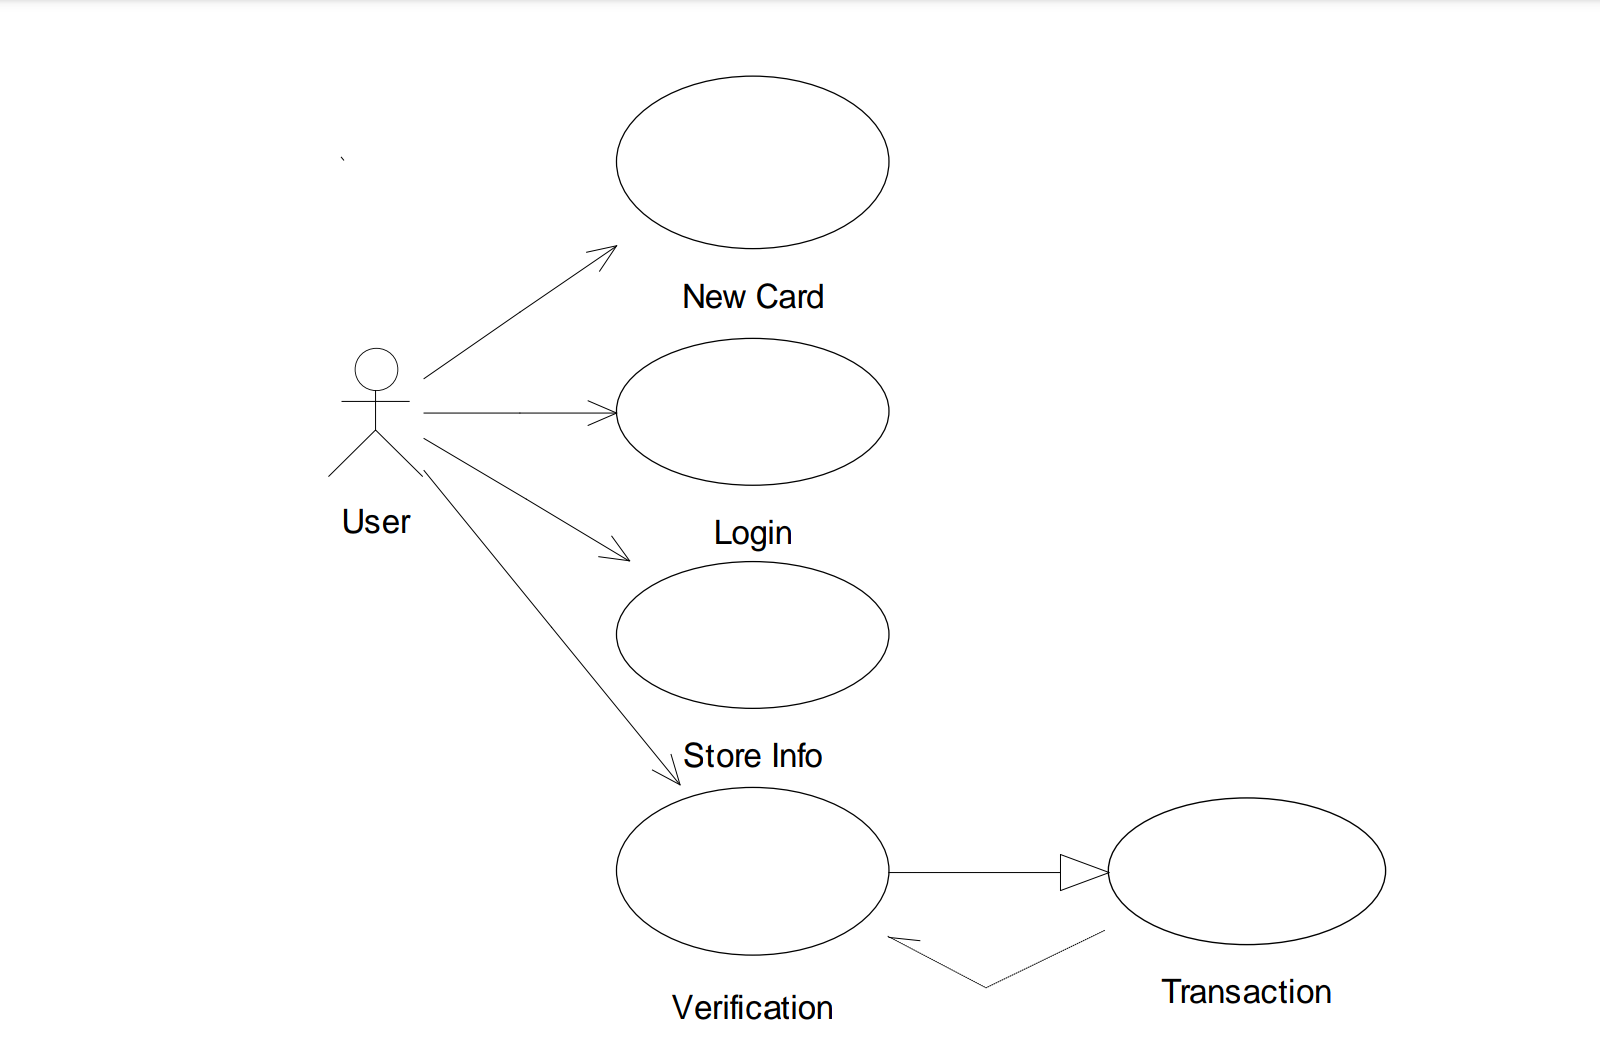 New Card
User
Login
Store Info
Verification
Transaction